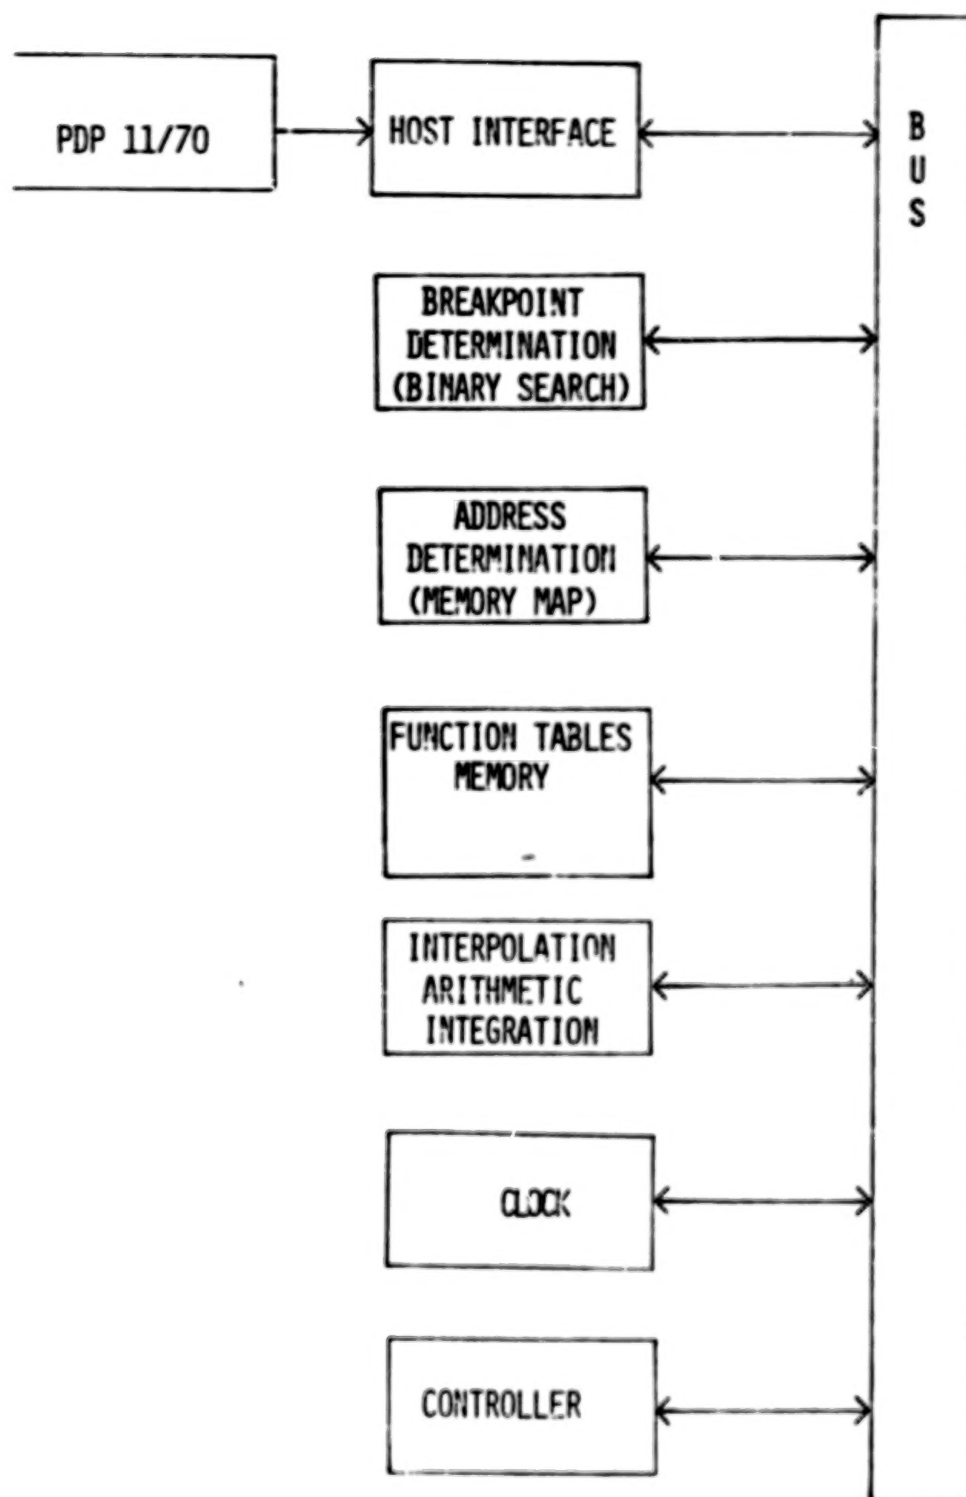 PDP 11/70
HOST INTERFACE
B
U
S
BREAKPOINT
DETERMINATION
(BINARY SEARCH)
ADDRESS
DETERMINATION
(MEMORY MAP)
FUNCTION TABLES
MEMORY
INTERPOLATION
ARITHMETIC
INTEGRATION
CLOCK
CONTROLLER